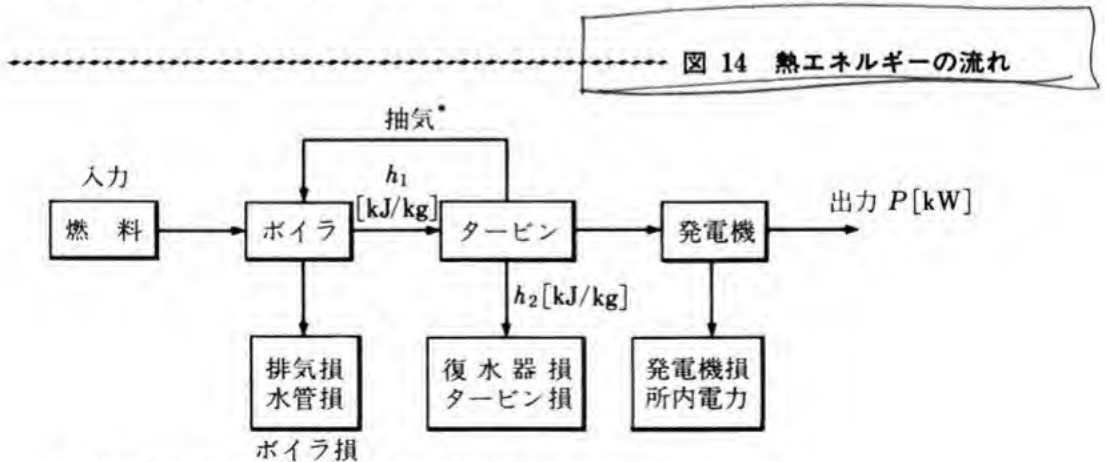 図 14 熱エネルギーの流れ
抽気*
入力
h₁
[kJ/kg]
出力 P[kW]
燃 料
ボイラ
タービン
発電機
h₂[kJ/kg]
排気損
水管損
復 水 器 損
タービン損
発電機損
所内電力
ボイラ損